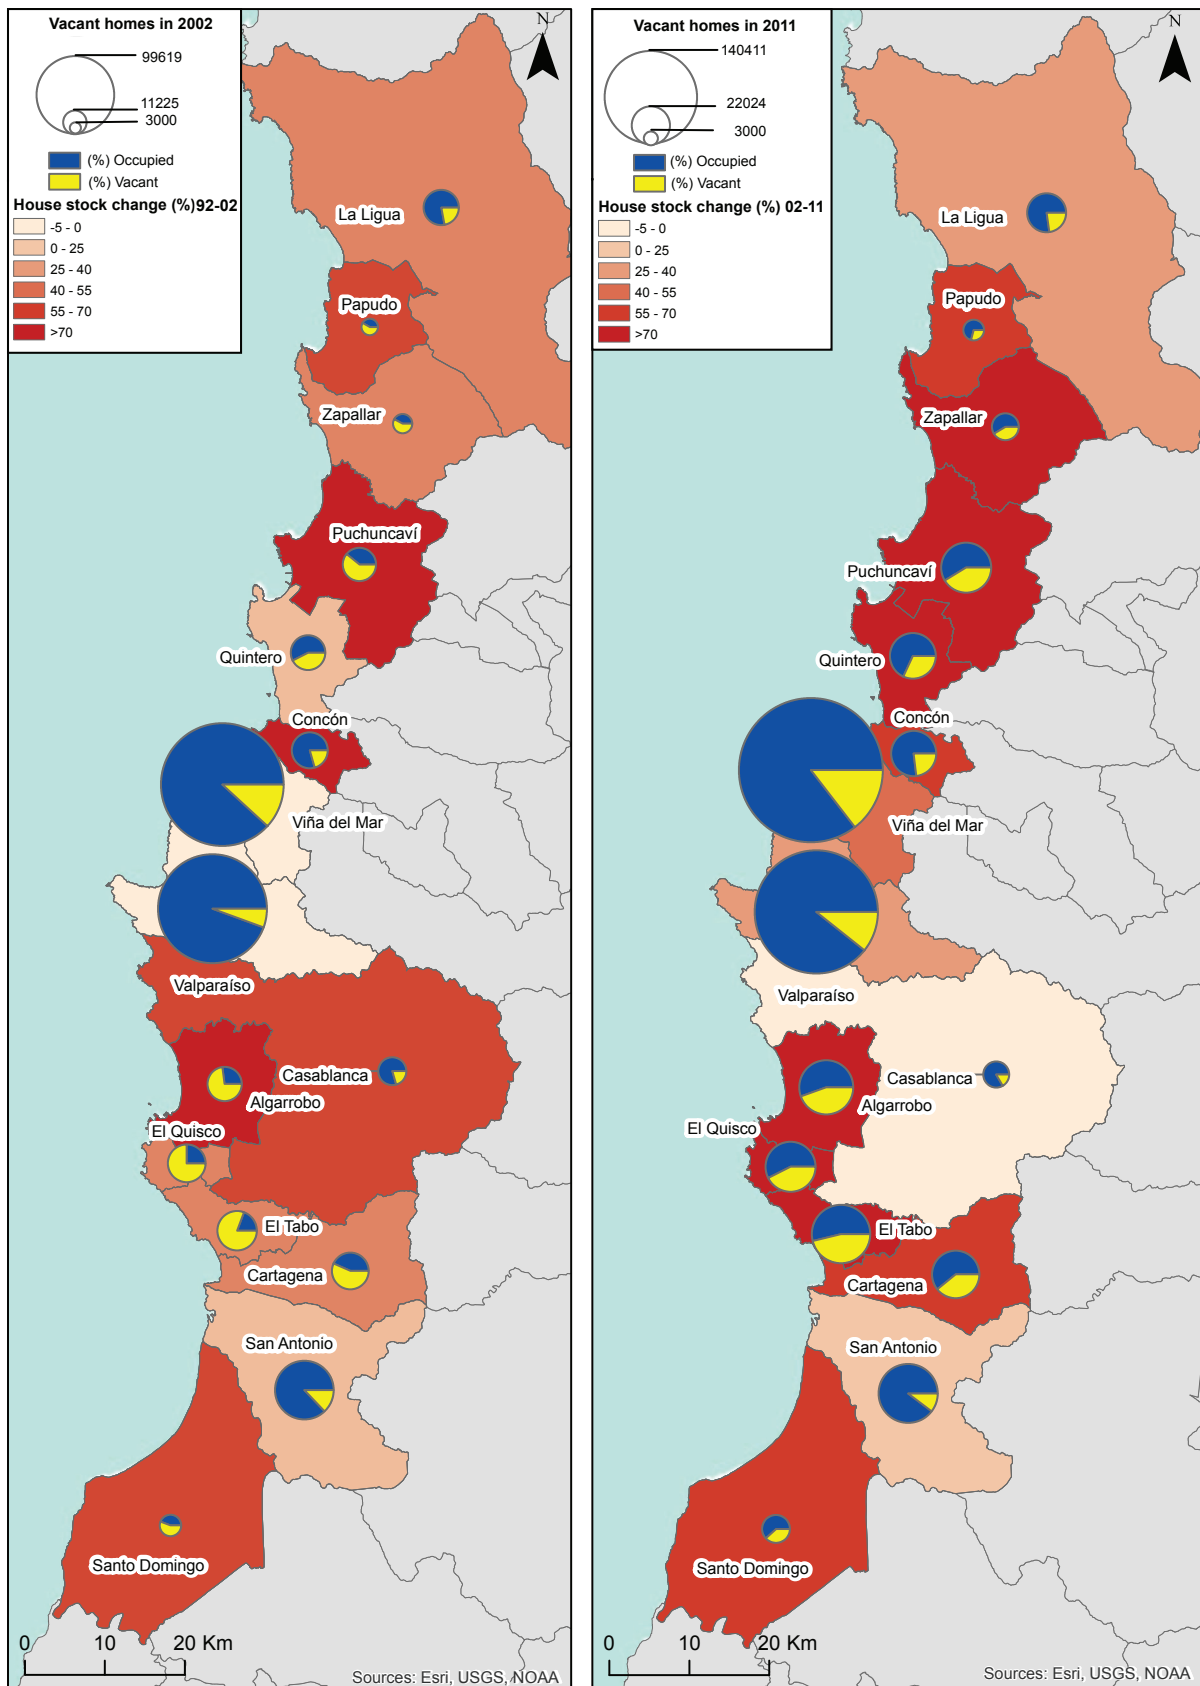 Vacant homes in 2002
99619
11225
3000
(%) Occupied
(%) Vacant
House stock change (%)92-02
-5 - 0
0 - 25
25 - 40
40 - 55
55 - 70
>70
N
La Ligua
Papudo
Zapallar
Puchuncaví
Quintero
Concón
Viña del Mar
Valparaíso
Casablanca
Algarrobo
El Quisco
El Tabo
Cartagena
San Antonio
Santo Domingo
0 10 20 Km
Sources: Esri, USGS, NOAA
Vacant homes in 2011
140411
22024
3000
(%) Occupied
(%) Vacant
House stock change (%) 02-11
-5 - 0
0 - 25
25 - 40
40 - 55
55 - 70
>70
N
La Ligua
Papudo
Zapallar
Puchuncaví
Quintero
Concón
Viña del Mar
Valparaíso
Casablanca
Algarrobo
El Quisco
El Tabo
Cartagena
San Antonio
Santo Domingo
0 10 20 Km
Sources: Esri, USGS, NOAA